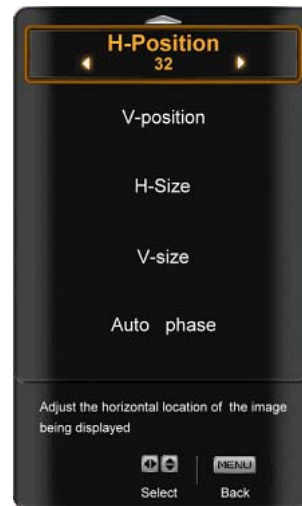 H-Position
32
V-position
H-Size
V-size
Auto phase
Adjust the horizontal location of the image
being displayed
MENU
Select Back